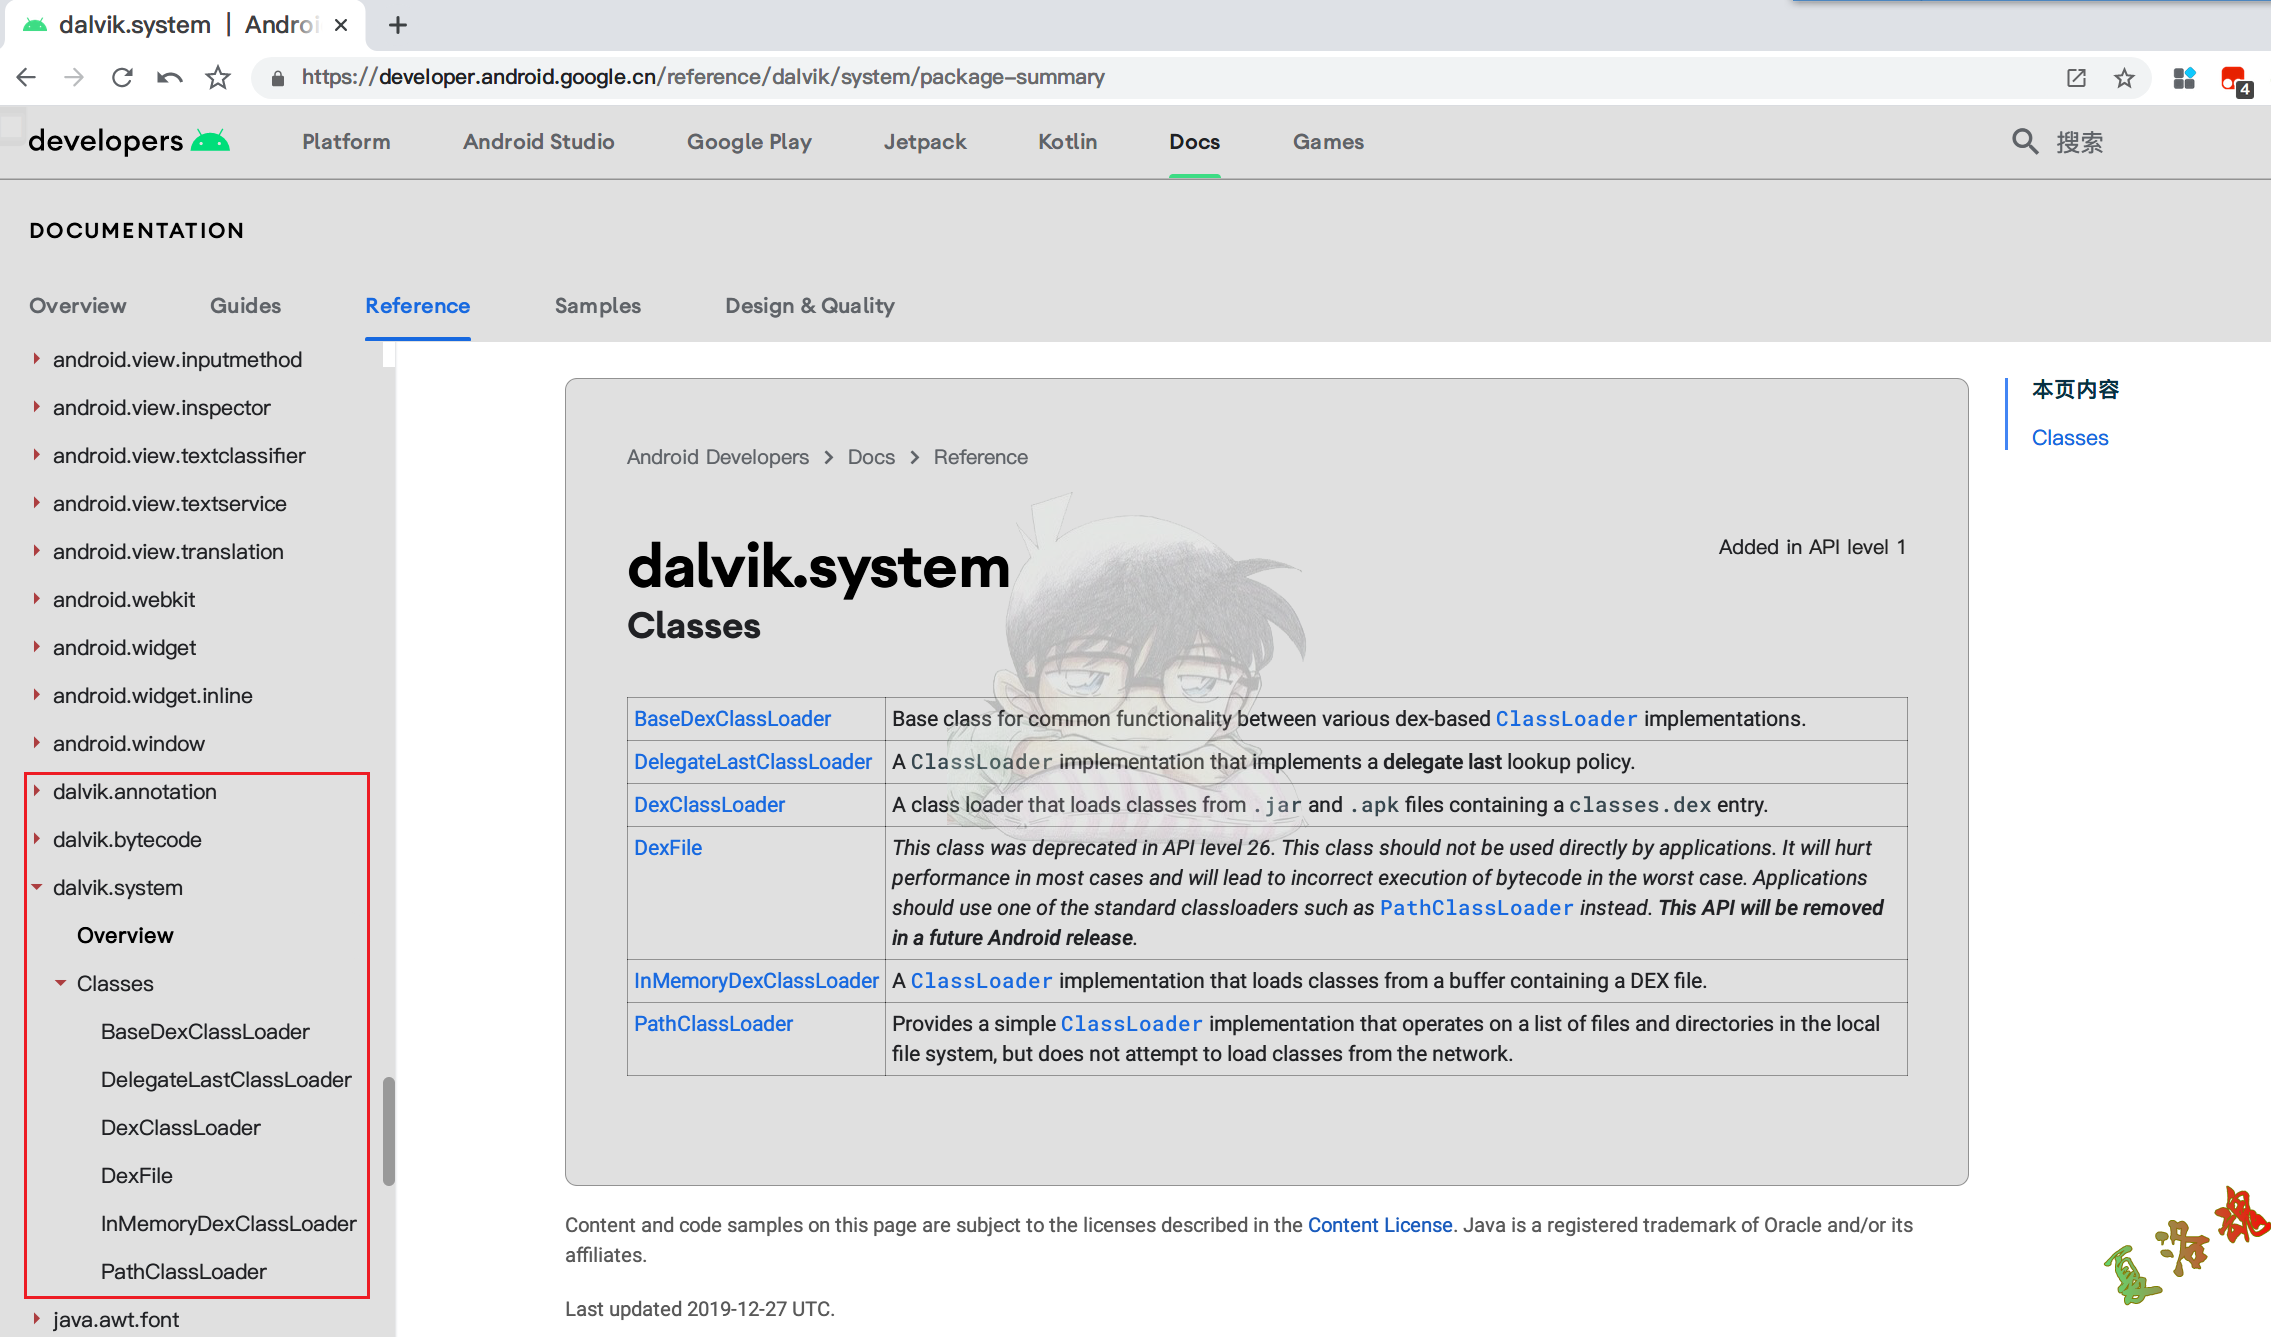 dalvik.system | Androi
https://developer.android.google.cn/reference/dalvik/system/package-summary
4
developers
Platform
Android Studio
Google Play
Jetpack
Kotlin
Docs
Games
搜索
DOCUMENTATION
Overview
Guides
Reference
Samples
Design & Quality
android.view.inputmethod
android.view.inspector
android.view.textclassifier
android.view.textservice
android.view.translation
android.webkit
android.widget
android.widget.inline
android.window
dalvik.annotation
dalvik.bytecode
dalvik.system
Overview
Classes
BaseDexClassLoader
DelegateLastClassLoader
DexClassLoader
DexFile
InMemoryDexClassLoader
PathClassLoader
java.awt.font
Android Developers > Docs > Reference
dalvik.system
Added in API level 1
Classes
BaseDexClassLoader
Base class for common functionality between various dex-based ClassLoader implementations.
DelegateLastClassLoader
A ClassLoader implementation that implements a delegate last lookup policy.
DexClassLoader
A class loader that loads classes from .jar and .apk files containing a classes.dex entry.
DexFile
This class was deprecated in API level 26. This class should not be used directly by applications. It will hurt
performance in most cases and will lead to incorrect execution of bytecode in the worst case. Applications
should use one of the standard classloaders such as PathClassLoader instead. This API will be removed
in a future Android release.
InMemoryDexClassLoader
A ClassLoader implementation that loads classes from a buffer containing a DEX file.
PathClassLoader
Provides a simple ClassLoader implementation that operates on a list of files and directories in the local
file system, but does not attempt to load classes from the network.
Content and code samples on this page are subject to the licenses described in the Content License. Java is a registered trademark of Oracle and/or its
affiliates.
Last updated 2019-12-27 UTC.
本页内容
Classes
夏洛魂